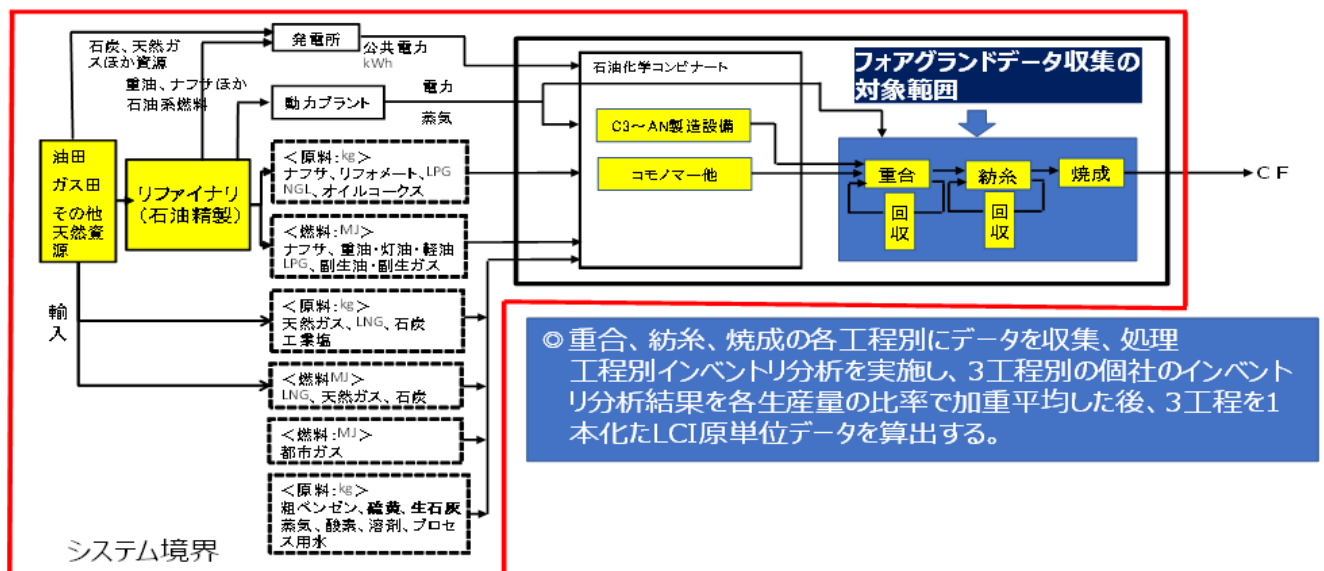 石炭、天然ガ
スほか資源
重油、ナフサほか
石油系燃料
発電所
公共電力
kWh
動力プラント
電力
蒸気
油田
ガス田
その他
天然資
源
リファイナリ
(石油精製)
輸
入
<原料:kg>
ナフサ、リフォメート、LPG
NGL、オイルコークス
<燃料:MJ>
ナフサ、重油・灯油・軽油
LPG、副生油・副生ガス
<原料:kg>
天然ガス、LNG、石炭
工業塩
<燃料MJ>
LNG、天然ガス、石炭
<燃料:MJ>
都市ガス
<原料:kg>
粗ベンゼン、硫黄、生石灰
蒸気、酸素、溶剤、プロセ
ス用水
システム境界
石油化学コンビナート
C3~AN製造設備
コモノマー他
フォアグランドデータ収集の
対象範囲
重合
紡糸
焼成
回
収
回
収
CF
◎重合、紡糸、焼成の各工程別にデータを収集、処理
工程別インベントリ分析を実施し、3工程別の個社のインベント
リ分析結果を各生産量の比率で加重平均した後、3工程を1
本化たLCI原単位データを算出する。